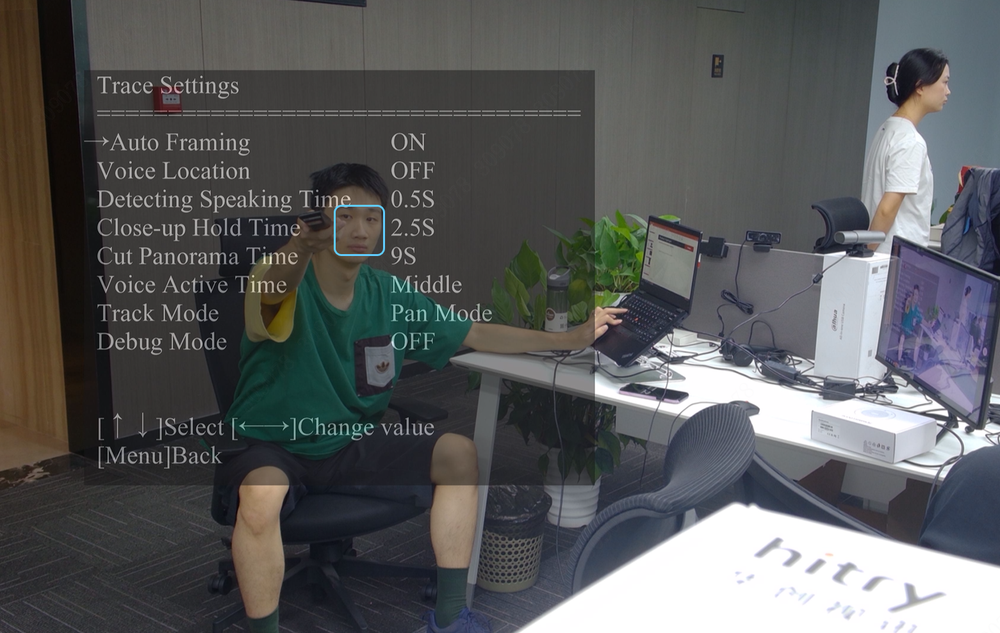 Trace Settings
==================================
→Auto Framing ON
Voice Location OFF
Detecting Speaking Time 0.5S
Close-up Hold Time 2.5S
Cut Panorama Time 9S
Voice Active Time Middle
Track Mode Pan Mode
Debug Mode OFF
[↑ ↓]Select [←→]Change value
[Menu]Back
alhua
hitry